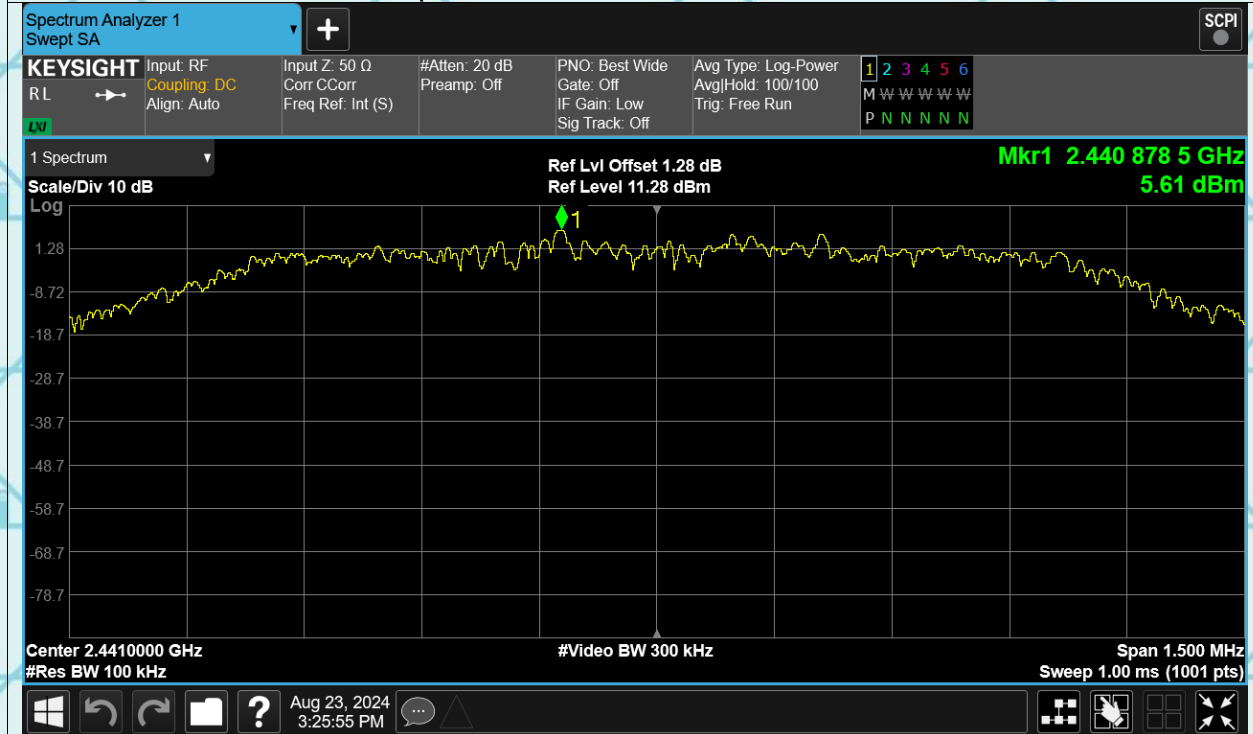 Spectrum Analyzer 1
Swept SA
+
SCPI
KEYSIGHT
R L
LXI
Input: RF
Coupling: DC
Align: Auto
Input Z: 50 Ω
Corr CCorr
Freq Ref: Int (S)
#Atten: 20 dB
Preamp: Off
PNO: Best Wide
Gate: Off
IF Gain: Low
Sig Track: Off
Avg Type: Log-Power
Avg|Hold: 100/100
Trig: Free Run
1 2 3 4 5 6
M W W W W W
P N N N N N
1 Spectrum
Scale/Div 10 dB
Ref Lvl Offset 1.28 dB
Ref Level 11.28 dBm
Mkr1 2.440 878 5 GHz
5.61 dBm
Log
1
1.28
-8.72
-18.7
-28.7
-38.7
-48.7
-58.7
-68.7
-78.7
Center 2.4410000 GHz
#Video BW 300 kHz
Span 1.500 MHz
#Res BW 100 kHz
Sweep 1.00 ms (1001 pts)
?
Aug 23, 2024
3:25:55 PM